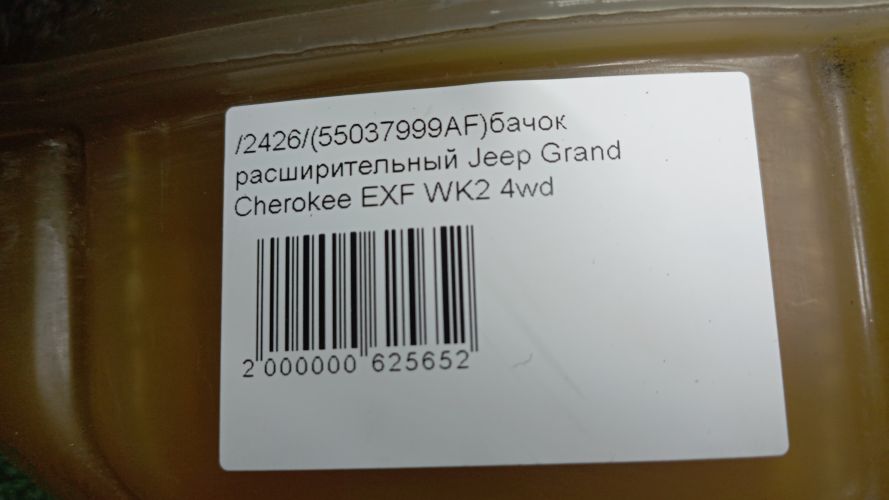 /2426/(55037999AF)бачок
расширительный Jeep Grand
Cherokee EXF WK2 4wd
2 000000 625652